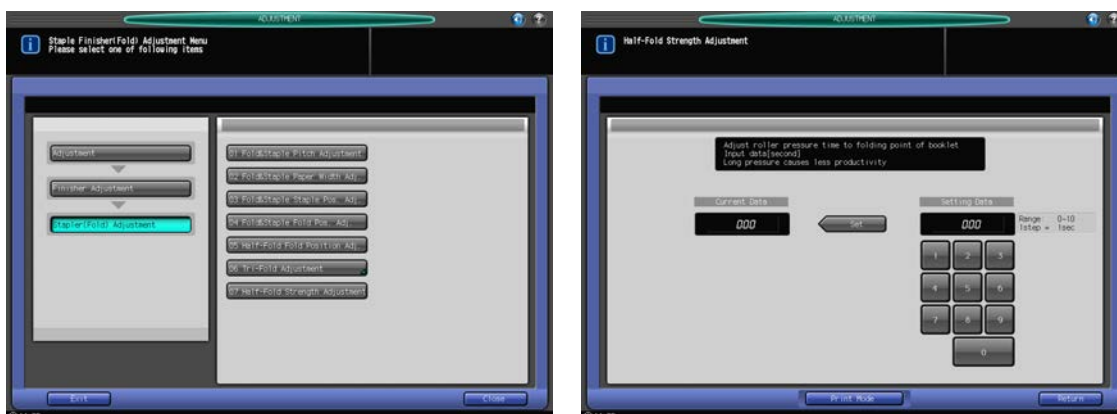 ADJUSTMENT
Staple Finisher(Fold) Adjustment Menu
Please select one of following items
Adjustment
Finisher Adjustment
Stapler(Fold) Adjustment
01 Fold&Staple Pitch Adjustment
02 Fold&Staple Paper Width Adj.
03 Fold&Staple Staple Pos. Adj.
04 Fold&Staple Fold Pos. Adj.
05 Half-Fold Fold Position Adj.
06 Tri-Fold Adjustment
07 Half-Fold Strength Adjustment
Exit
Close
ADJUSTMENT
Half-Fold Strength Adjustment
Adjust roller pressure time to folding point of booklet
Input data[second]
Long pressure causes less productivity
Current Data
Setting Data
000
Set
000
Range: 0-10
1step = 1sec
1 2 3
4 5 6
7 8 9
0
Print Mode
Return